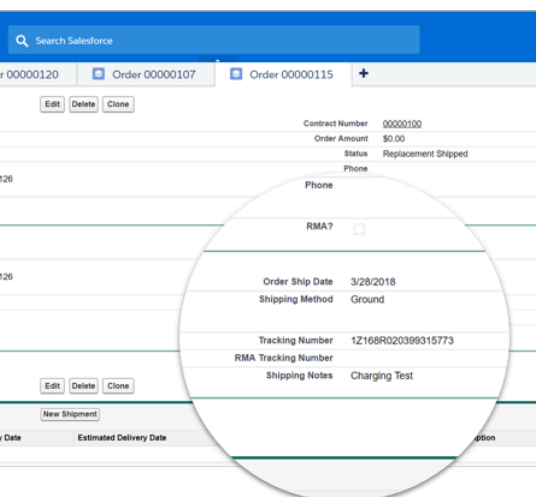 Search Salesforce
r 00000120 Order 00000107 Order 00000115 +
Edit Delete Clone
Contract Number 00000100
Order Amount $0.00
Status Replacement Shipped
Phone
126
Phone
RMA?
126
Order Ship Date 3/28/2018
Shipping Method Ground
Tracking Number 1Z168R020399315773
RMA Tracking Number
Shipping Notes Charging Test
Edit Delete Clone
New Shipment
y Date Estimated Delivery Date ption